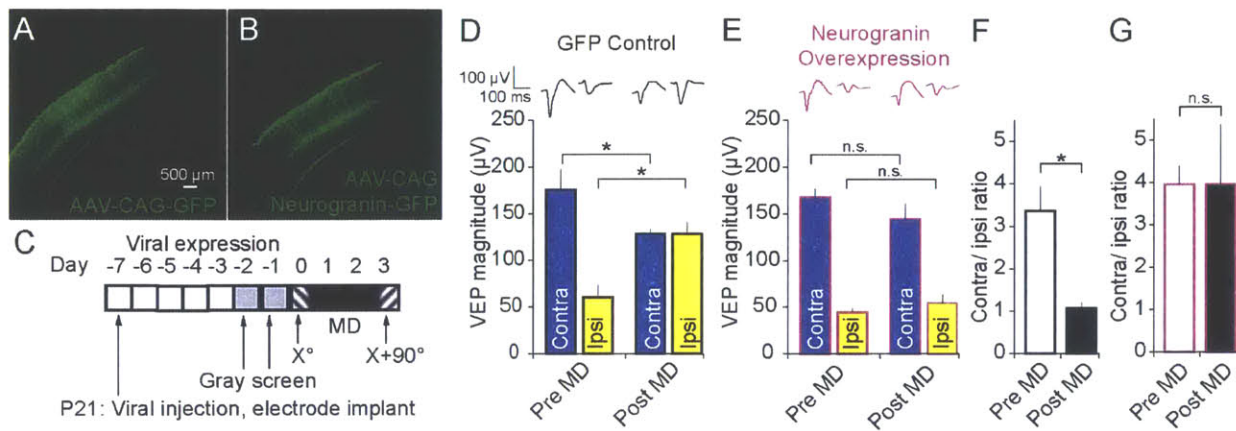 A
500 µm
AAV-CAG-GFP
B
AAV-CAG
Neurogranin-GFP
C
Viral expression
Day -7 -6 -5 -4 -3 -2 -1 0 1 2 3
MD
X°
X+90°
Gray screen
P21: Viral injection, electrode implant
D
GFP Control
100 µV
100 ms
VEP magnitude (µV)
250
200
150
100
50
0
*
*
Contra
Ipsi
Pre MD
Post MD
E
Neurogranin
Overexpression
VEP magnitude (µV)
250
200
150
100
50
0
n.s.
n.s.
Contra
Ipsi
Pre MD
Post MD
F
Contra/ ipsi ratio
5
4
3
2
1
0
*
Pre MD
Post MD
G
Contra/ ipsi ratio
5
4
3
2
1
0
n.s.
Pre MD
Post MD